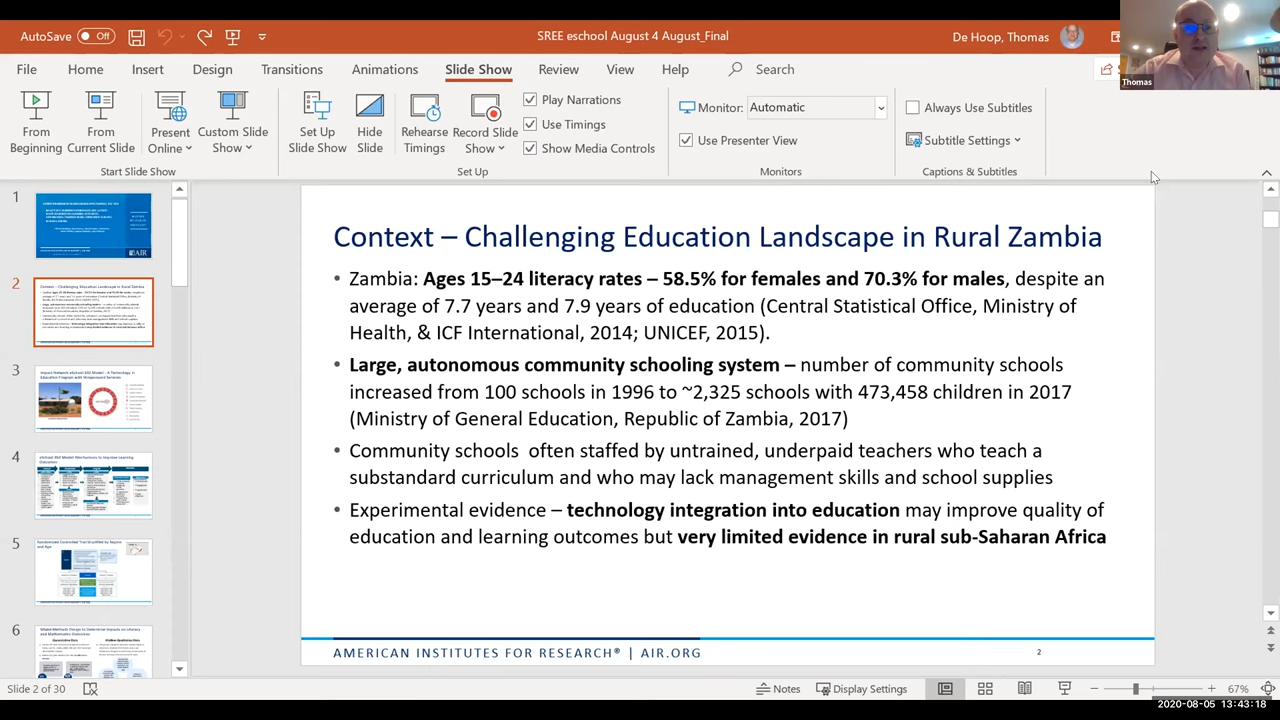 AutoSave Off SREE eschool August 4 August_Final De Hoop, Thomas
Thomas
File Home Insert Design Transitions Animations Slide Show Review View Help Search
From Beginning
From Current Slide
Present Online
Custom Slide Show
Start Slide Show
Set Up Slide Show
Hide Slide
Rehearse Timings
Record Slide Show
Play Narrations
Use Timings
Show Media Controls
Set Up
Monitor: Automatic
Use Presenter View
Monitors
Always Use Subtitles
Subtitle Settings
Captions & Subtitles
1
2
3
4
5
6
Context – Challenging Education Landscape in Rural Zambia
• Zambia: Ages 15–24 literacy rates – 58.5% for females and 70.3% for males, despite an
average of 7.7 years and 7.9 years of education (Central Statistical Office, Ministry of
Health, & ICF International, 2014; UNICEF, 2015).
• Large, autonomous community schooling system – number of community schools
increased from 100 schools in 1996 to ~2,325 schools with 473,458 children in 2017
(Ministry of General Education, Republic of Zambia, 2017)
• Community schools often staffed by untrained, underpaid teachers who teach a
nonstandard curriculum and who may lack management skills and school supplies
• Experimental evidence – technology integration into education may improve quality of
education and learning outcomes but very limited evidence in rural sub-Saharan Africa
AMERICAN INSTITUTES FOR RESEARCH® | AIR.ORG
2
Slide 2 of 30 Notes Display Settings 67%
2020-08-05 13:43:18